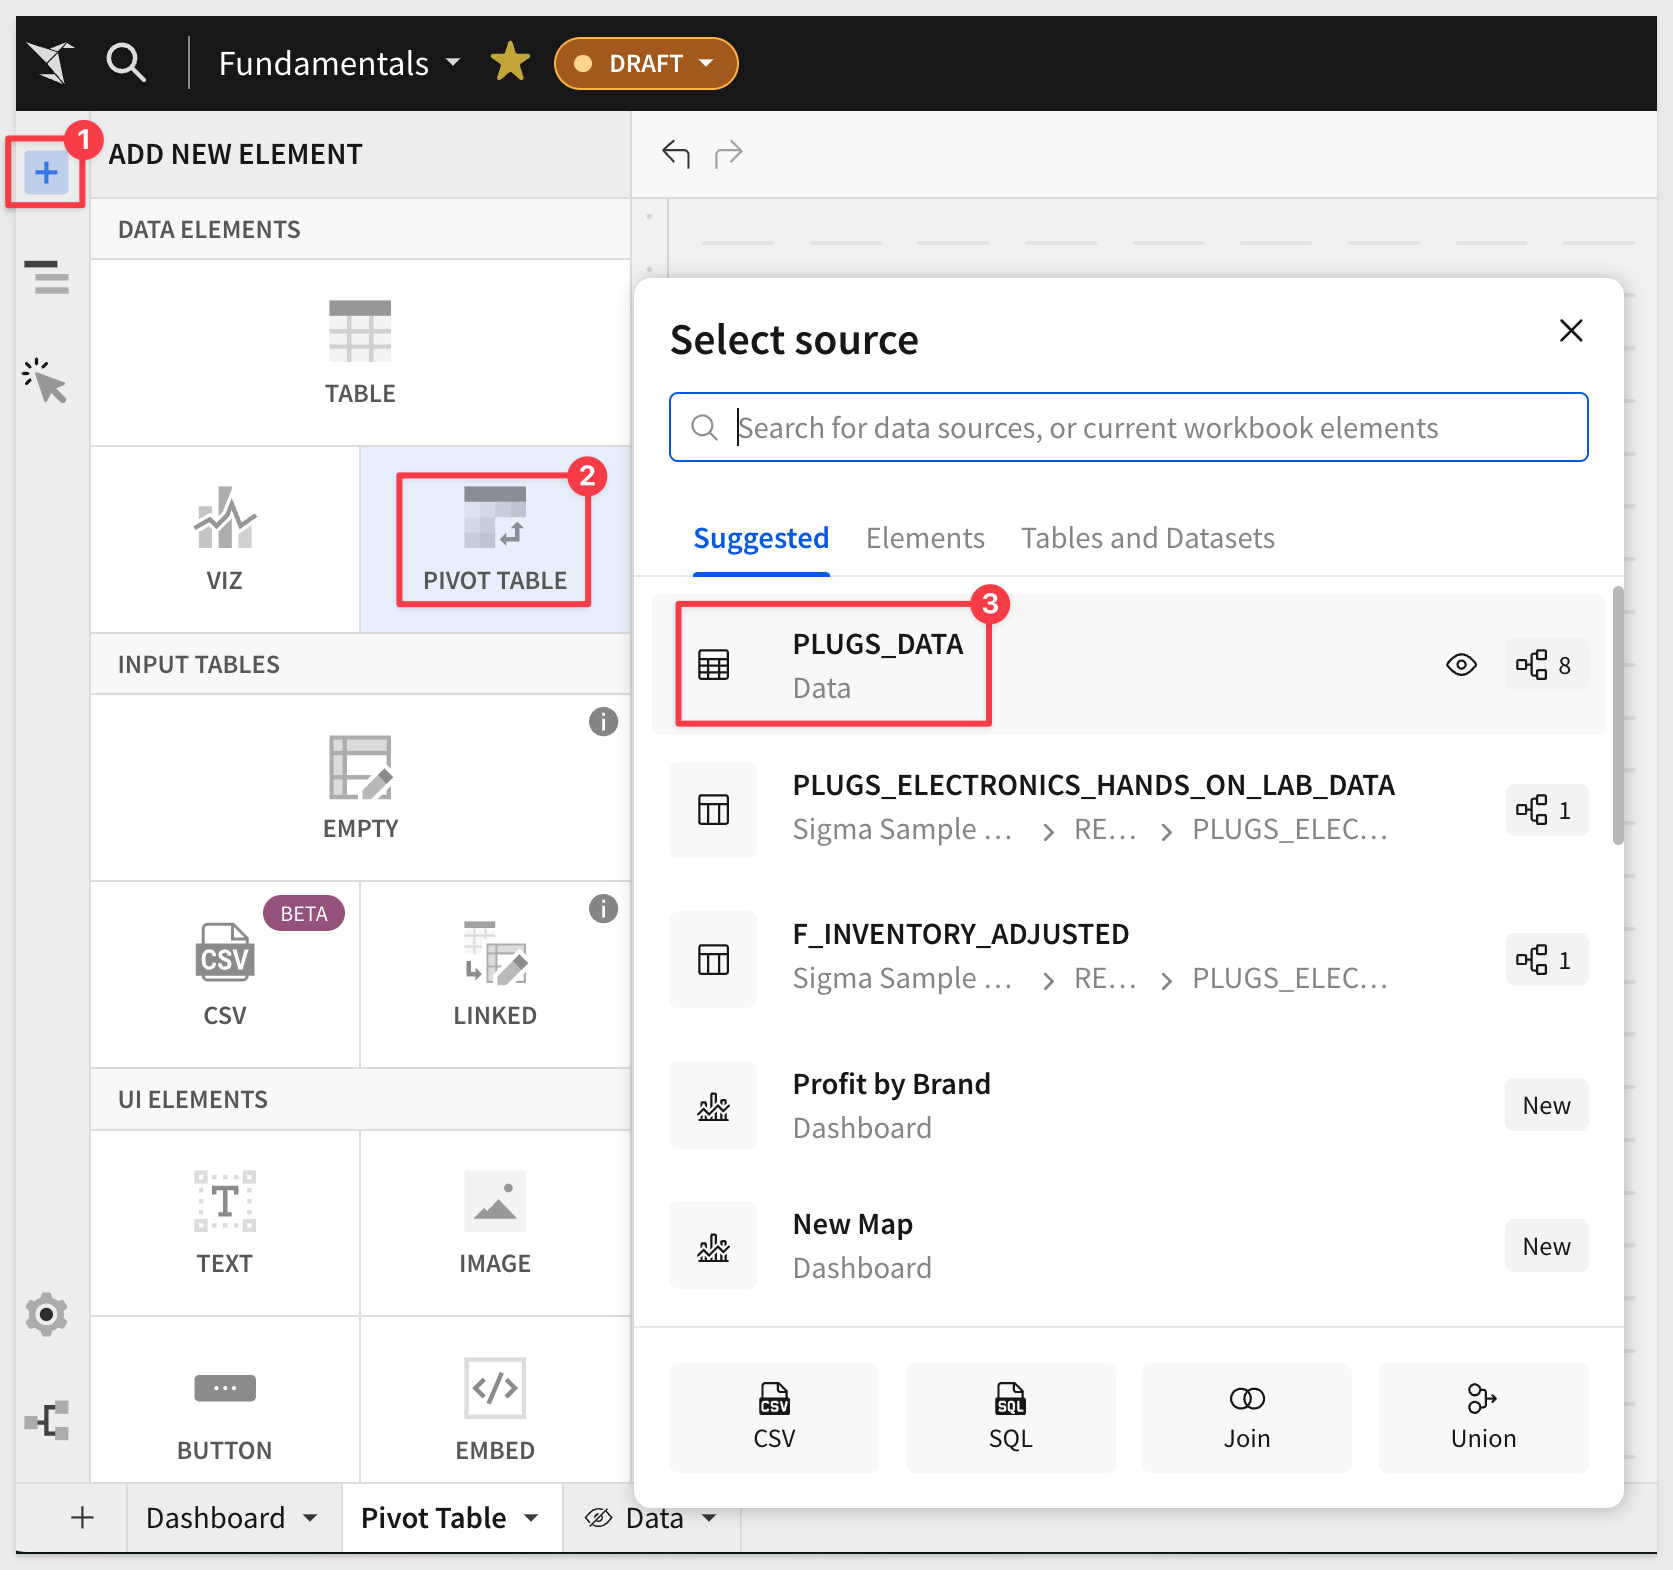 Fundamentals
DRAFT
1
ADD NEW ELEMENT
DATA ELEMENTS
TABLE
VIZ
2
PIVOT TABLE
INPUT TABLES
EMPTY
BETA
CSV
CSV
LINKED
UI ELEMENTS
TEXT
IMAGE
BUTTON
EMBED
Select source
Search for data sources, or current workbook elements
Suggested Elements Tables and Datasets
3
PLUGS_DATA
Data
8
PLUGS_ELECTRONICS_HANDS_ON_LAB_DATA
Sigma Sample ... > RE... > PLUGS_ELEC...
1
F_INVENTORY_ADJUSTED
Sigma Sample ... > RE... > PLUGS_ELEC...
1
Profit by Brand
Dashboard
New
New Map
Dashboard
New
CSV
CSV
SQL
SQL
Join
Union
Dashboard
Pivot Table
Data